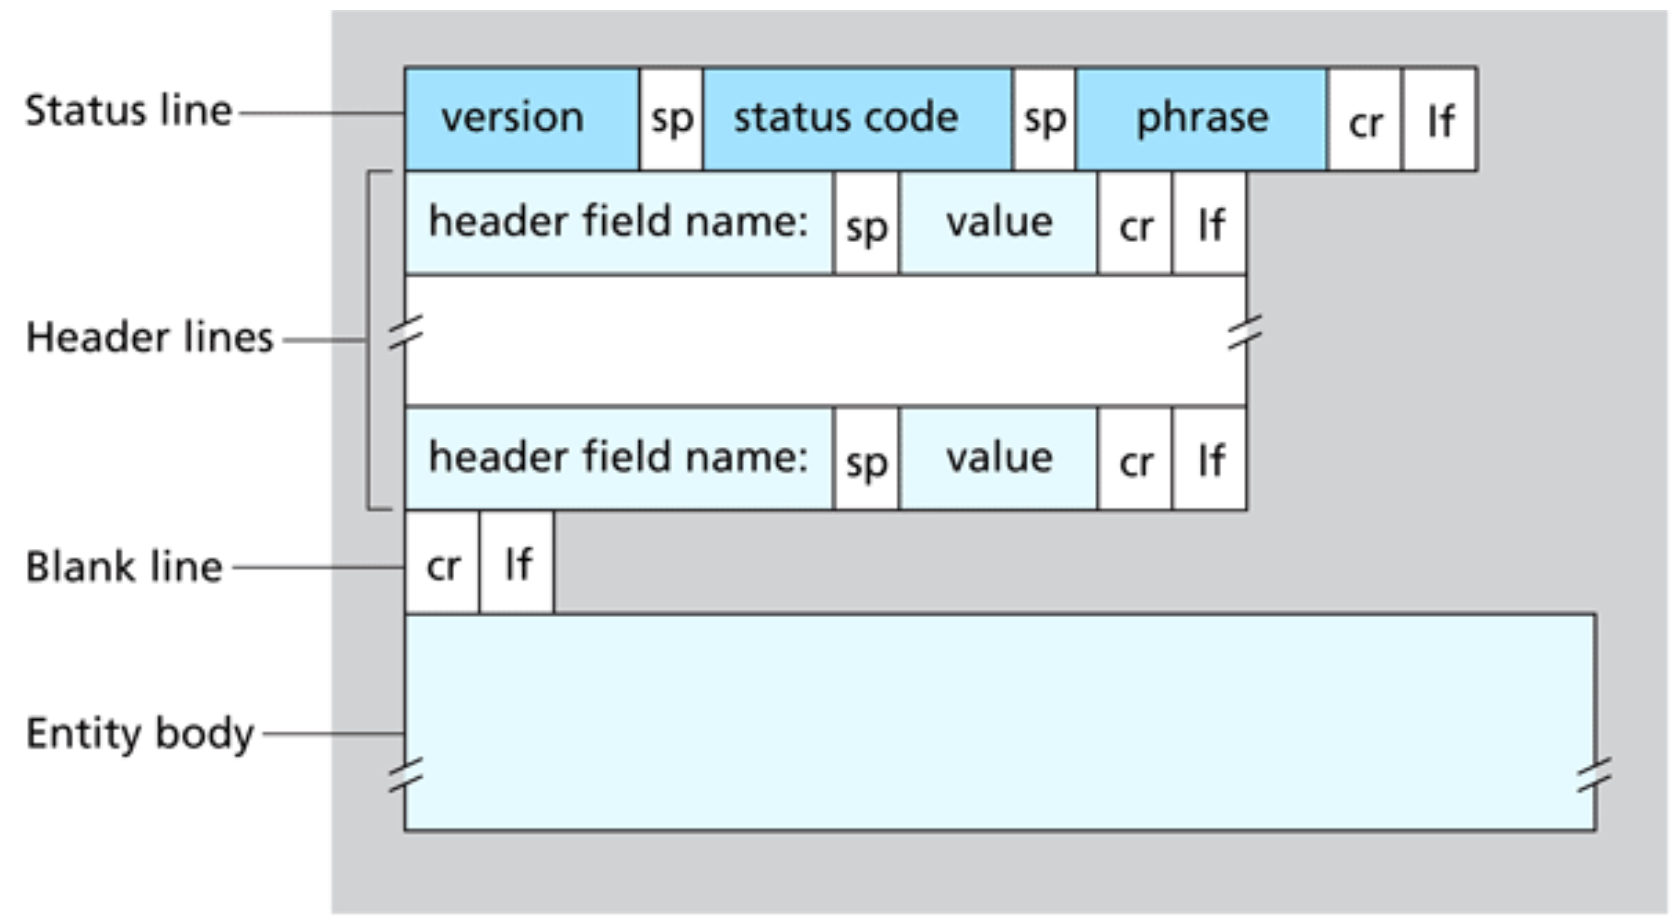 Status line
version sp status code sp phrase cr lf
header field name: sp value cr lf
Header lines
header field name: sp value cr lf
Blank line
cr lf
Entity body